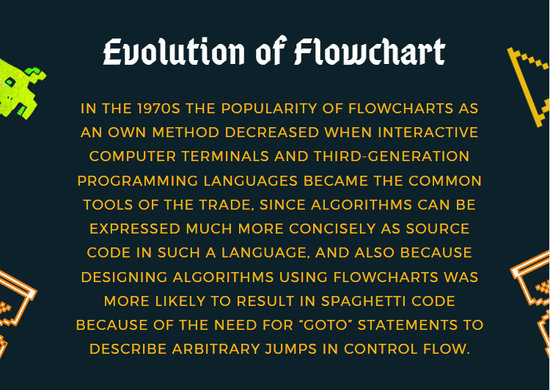 Evolution of Flowchart
IN THE 1970S THE POPULARITY OF FLOWCHARTS AS
AN OWN METHOD DECREASED WHEN INTERACTIVE
COMPUTER TERMINALS AND THIRD-GENERATION
PROGRAMMING LANGUAGES BECAME THE COMMON
TOOLS OF THE TRADE, SINCE ALGORITHMS CAN BE
EXPRESSED MUCH MORE CONCISELY AS SOURCE
CODE IN SUCH A LANGUAGE, AND ALSO BECAUSE
DESIGNING ALGORITHMS USING FLOWCHARTS WAS
MORE LIKELY TO RESULT IN SPAGHETTI CODE
BECAUSE OF THE NEED FOR “GOTO” STATEMENTS TO
DESCRIBE ARBITRARY JUMPS IN CONTROL FLOW.